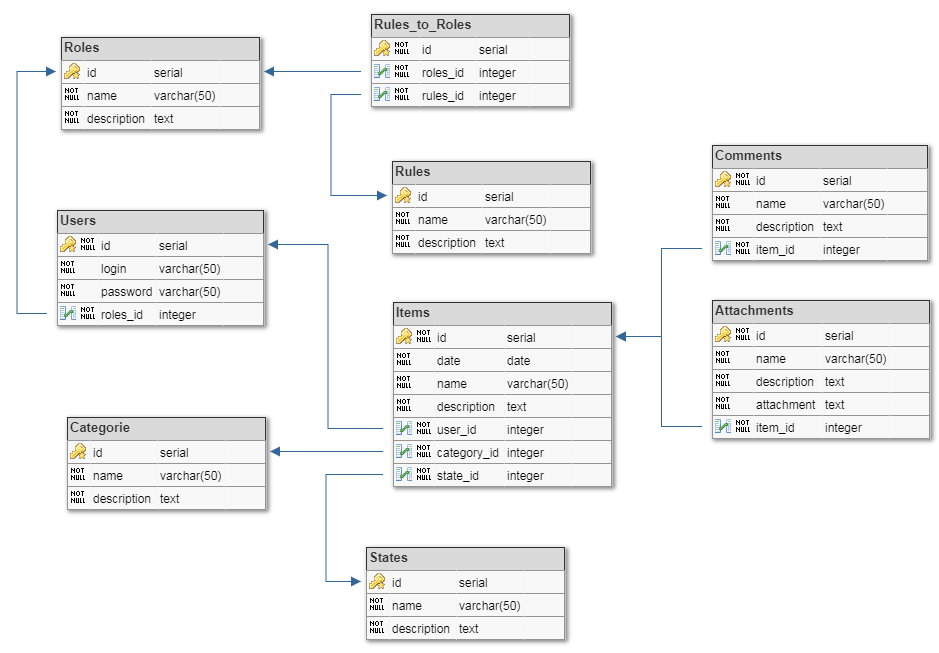 Roles
id serial
NOT NULL name varchar(50)
NOT NULL description text
Rules_to_Roles
NOT NULL id serial
NOT NULL roles_id integer
NOT NULL rules_id integer
Rules
id serial
NOT NULL name varchar(50)
NOT NULL description text
Comments
NOT NULL id serial
NOT NULL name varchar(50)
NOT NULL description text
NOT NULL item_id integer
Users
NOT NULL id serial
NOT NULL login varchar(50)
NOT NULL password varchar(50)
NOT NULL roles_id integer
Items
NOT NULL id serial
NOT NULL date date
NOT NULL name varchar(50)
NOT NULL description text
NOT NULL user_id integer
NOT NULL category_id integer
NOT NULL state_id integer
Attachments
NOT NULL id serial
NOT NULL name varchar(50)
NOT NULL description text
NOT NULL attachment text
NOT NULL item_id integer
Categorie
id serial
NOT NULL name varchar(50)
NOT NULL description text
States
id serial
NOT NULL name varchar(50)
NOT NULL description text